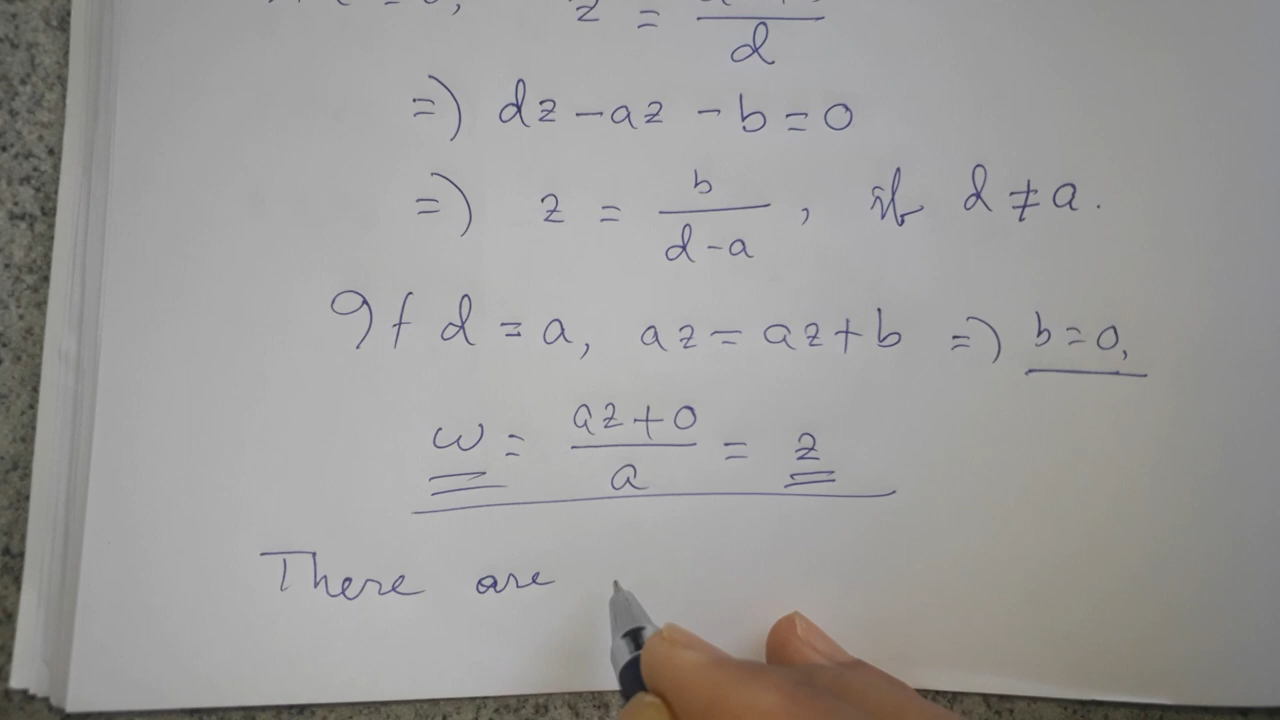 z = d
=) dz - az - b = 0
=) z = b / d - a , if d ≠ a.
If d = a, az = az + b =) b = 0,
ω = az + 0 / a = z
There are